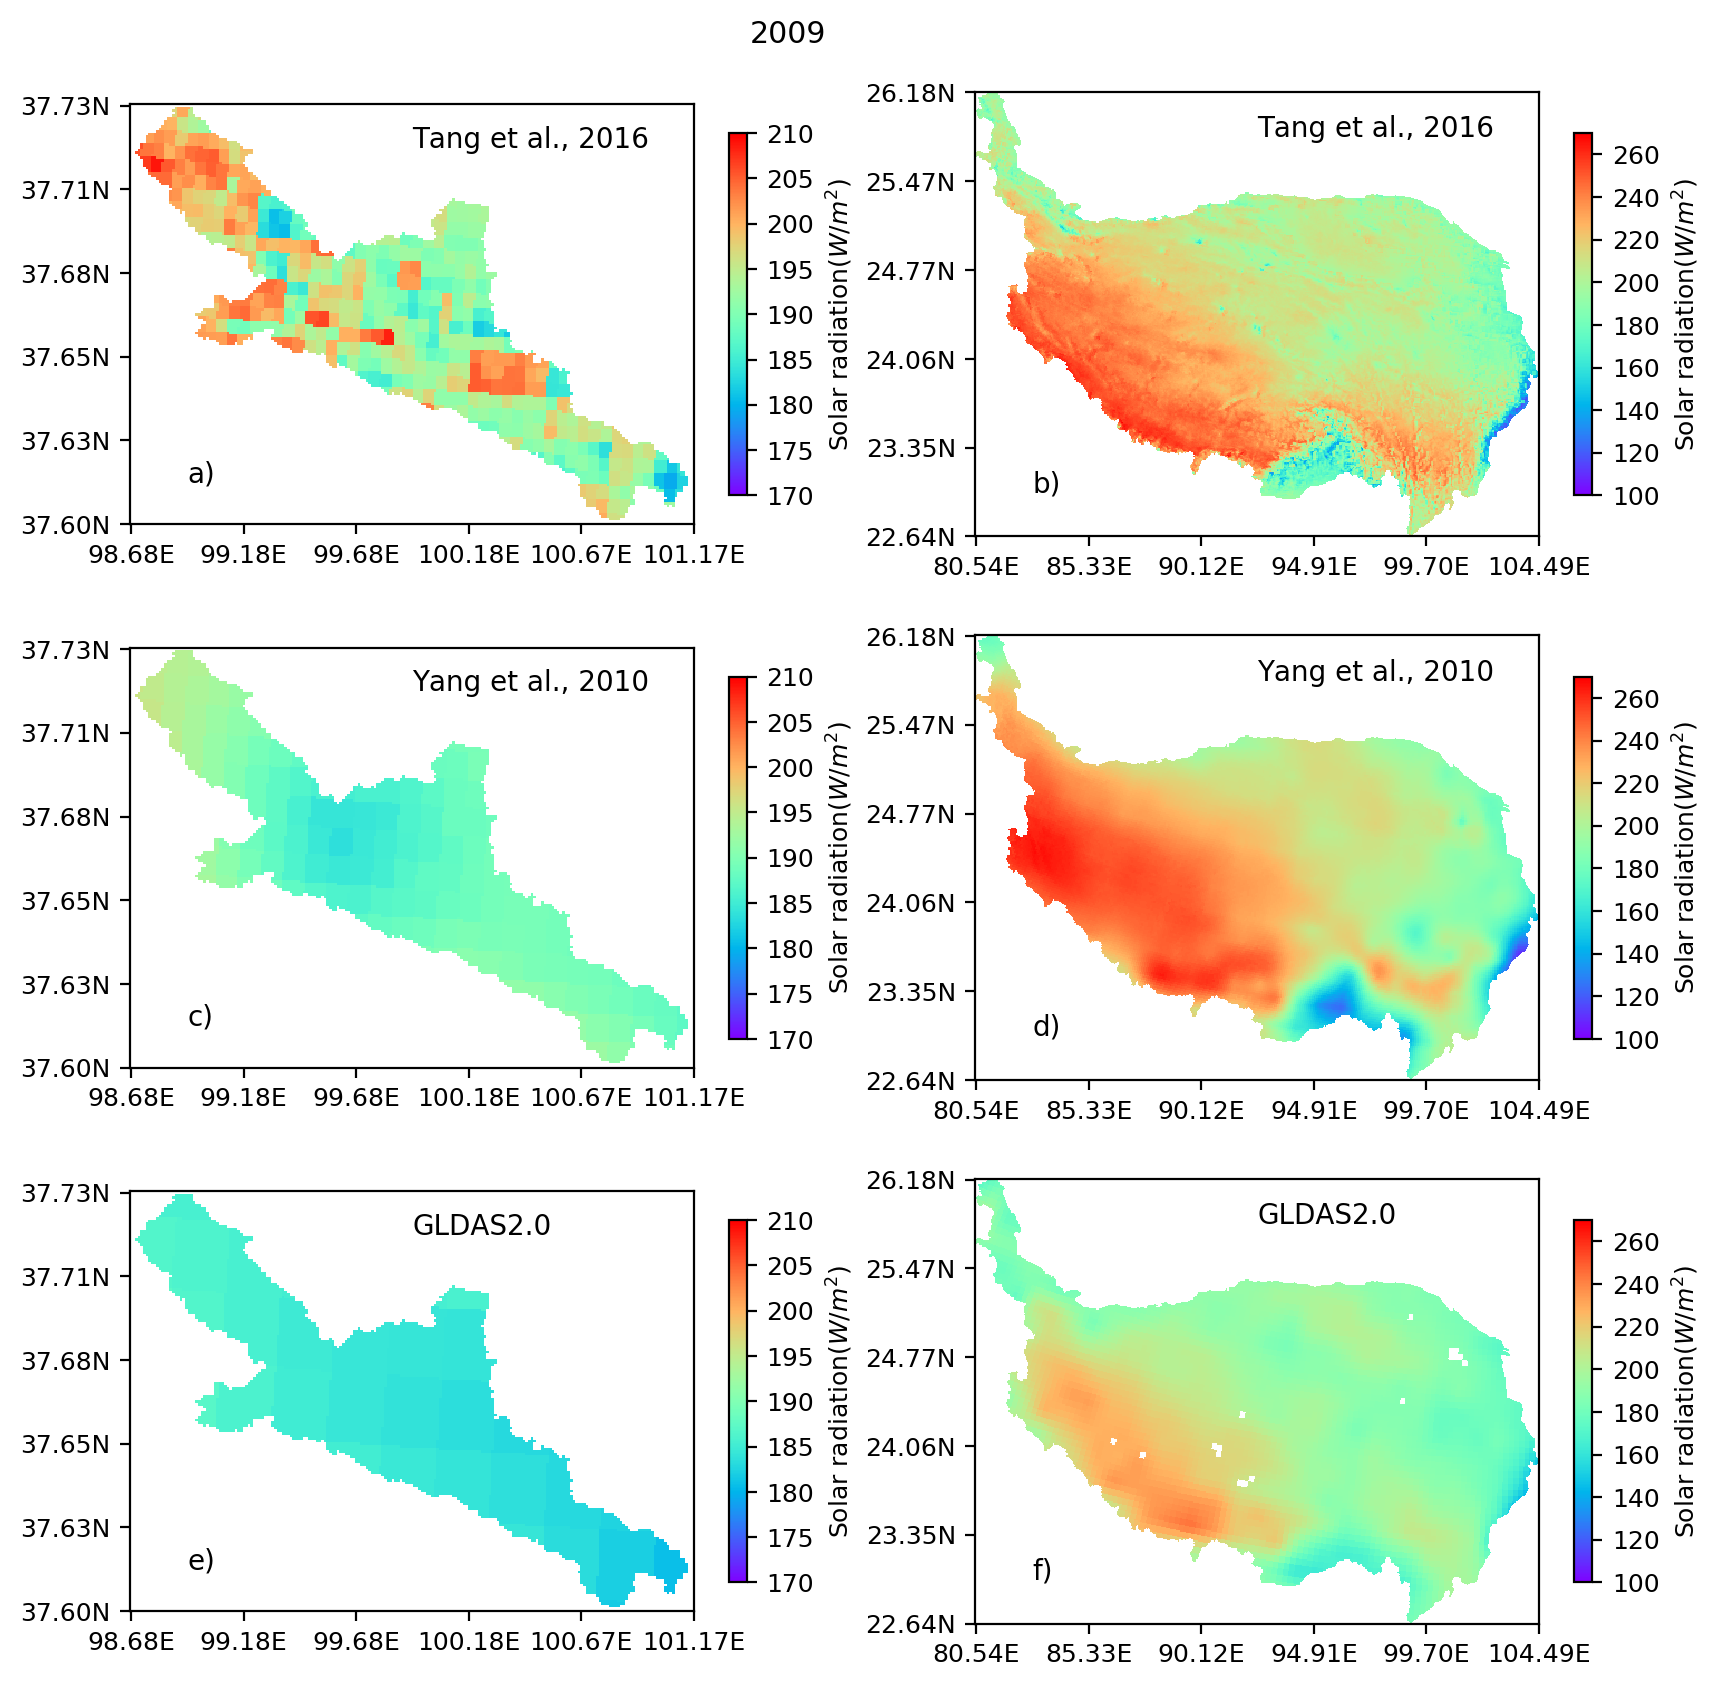 2009
37.73N
37.71N
37.68N
37.65N
37.63N
37.60N
98.68E 99.18E 99.68E 100.18E 100.67E 101.17E
Tang et al., 2016
a)
210
205
200
195
190
185
180
175
170
Solar radiation(W/m²)
26.18N
25.47N
24.77N
24.06N
23.35N
22.64N
80.54E 85.33E 90.12E 94.91E 99.70E 104.49E
Tang et al., 2016
b)
260
240
220
200
180
160
140
120
100
Solar radiation(W/m²)
37.73N
37.71N
37.68N
37.65N
37.63N
37.60N
98.68E 99.18E 99.68E 100.18E 100.67E 101.17E
Yang et al., 2010
c)
210
205
200
195
190
185
180
175
170
Solar radiation(W/m²)
26.18N
25.47N
24.77N
24.06N
23.35N
22.64N
80.54E 85.33E 90.12E 94.91E 99.70E 104.49E
Yang et al., 2010
d)
260
240
220
200
180
160
140
120
100
Solar radiation(W/m²)
37.73N
37.71N
37.68N
37.65N
37.63N
37.60N
98.68E 99.18E 99.68E 100.18E 100.67E 101.17E
GLDAS2.0
e)
210
205
200
195
190
185
180
175
170
Solar radiation(W/m²)
26.18N
25.47N
24.77N
24.06N
23.35N
22.64N
80.54E 85.33E 90.12E 94.91E 99.70E 104.49E
GLDAS2.0
f)
260
240
220
200
180
160
140
120
100
Solar radiation(W/m²)